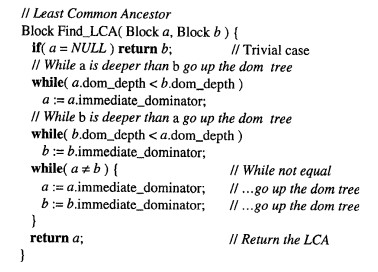 // Least Common Ancestor
Block Find_LCA( Block a, Block b ) {
if( a = NULL ) return b; // Trivial case
// While a is deeper than b go up the dom tree
while( a.dom_depth < b.dom_depth )
a := a.immediate_dominator;
// While b is deeper than a go up the dom tree
while( b.dom_depth < a.dom_depth )
b := b.immediate_dominator;
while( a ≠ b ) { // While not equal
a := a.immediate_dominator; // ...go up the dom tree
b := b.immediate_dominator; // ...go up the dom tree
}
return a; // Return the LCA
}